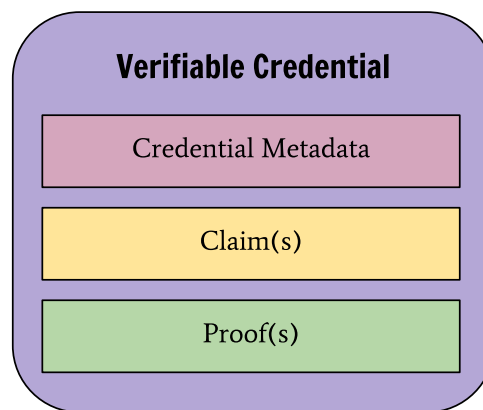 Verifiable Credential
Credential Metadata
Claim(s)
Proof(s)